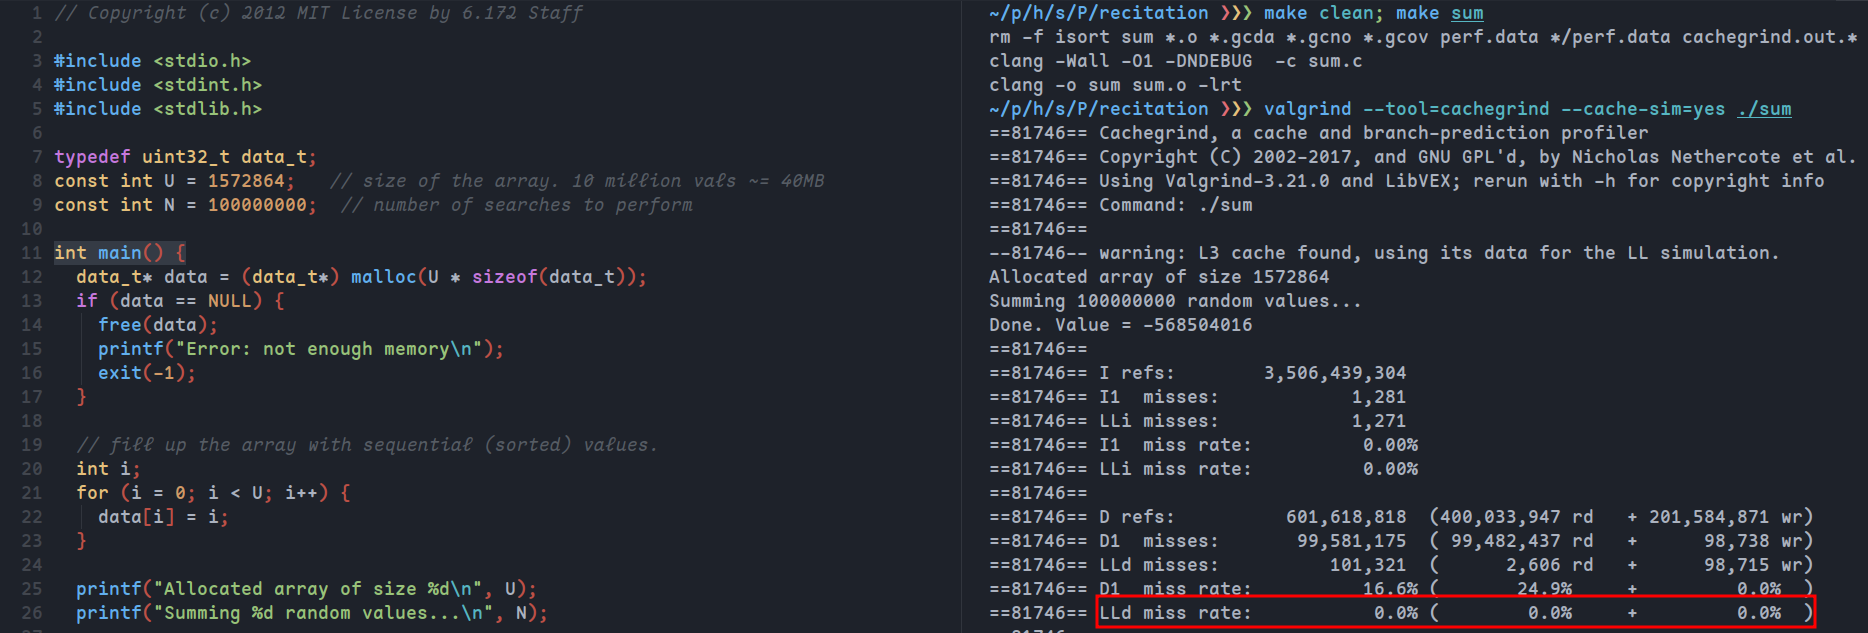 1 // Copyright (c) 2012 MIT License by 6.172 Staff
2
3 #include <stdio.h>
4 #include <stdint.h>
5 #include <stdlib.h>
6
7 typedef uint32_t data_t;
8 const int U = 1572864;   // size of the array. 10 million vals ~= 40MB
9 const int N = 100000000;  // number of searches to perform
10
11 int main() {
12   data_t* data = (data_t*) malloc(U * sizeof(data_t));
13   if (data == NULL) {
14     free(data);
15     printf("Error: not enough memory\n");
16     exit(-1);
17   }
18
19   // fill up the array with sequential (sorted) values.
20   int i;
21   for (i = 0; i < U; i++) {
22     data[i] = i;
23   }
24
25   printf("Allocated array of size %d\n", U);
26   printf("Summing %d random values...\n", N);
~/p/h/s/P/recitation ❯❯❯ make clean; make sum
rm -f isort sum *.o *.gcda *.gcno *.gcov perf.data */perf.data cachegrind.out.*
clang -Wall -O1 -DNDEBUG  -c sum.c
clang -o sum sum.o -lrt
~/p/h/s/P/recitation ❯❯❯ valgrind --tool=cachegrind --cache-sim=yes ./sum
==81746== Cachegrind, a cache and branch-prediction profiler
==81746== Copyright (C) 2002-2017, and GNU GPL'd, by Nicholas Nethercote et al.
==81746== Using Valgrind-3.21.0 and LibVEX; rerun with -h for copyright info
==81746== Command: ./sum
==81746==
--81746-- warning: L3 cache found, using its data for the LL simulation.
Allocated array of size 1572864
Summing 100000000 random values...
Done. Value = -568504016
==81746==
==81746== I refs:        3,506,439,304
==81746== I1  misses:            1,281
==81746== LLi misses:            1,271
==81746== I1  miss rate:          0.00%
==81746== LLi miss rate:          0.00%
==81746==
==81746== D refs:          601,618,818  (400,033,947 rd   + 201,584,871 wr)
==81746== D1  misses:       99,581,175  ( 99,482,437 rd   +      98,738 wr)
==81746== LLd misses:          101,321  (      2,606 rd   +      98,715 wr)
==81746== D1  miss rate:          16.6% (       24.9%     +         0.0%  )
==81746== LLd miss rate:           0.0% (        0.0%     +         0.0%  )